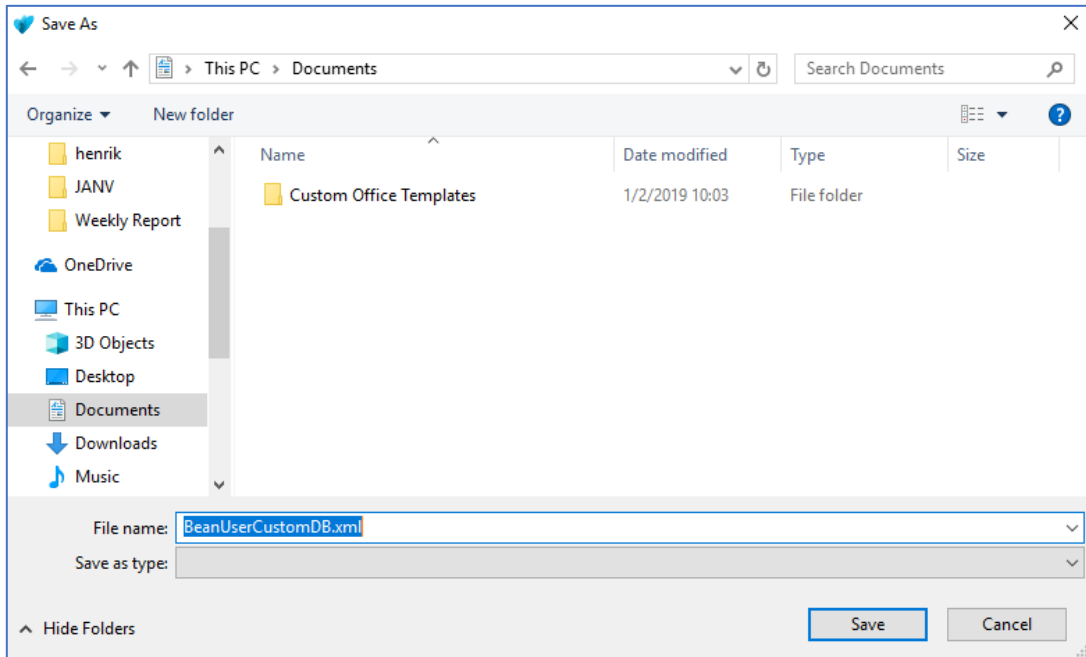 Save As
This PC > Documents
Search Documents
Organize
New folder
henrik
JANV
Weekly Report
OneDrive
This PC
3D Objects
Desktop
Documents
Downloads
Music
Name
Date modified
Type
Size
Custom Office Templates
1/2/2019 10:03
File folder
File name: BeanUserCustomDB.xml
Save as type:
Hide Folders
Save
Cancel